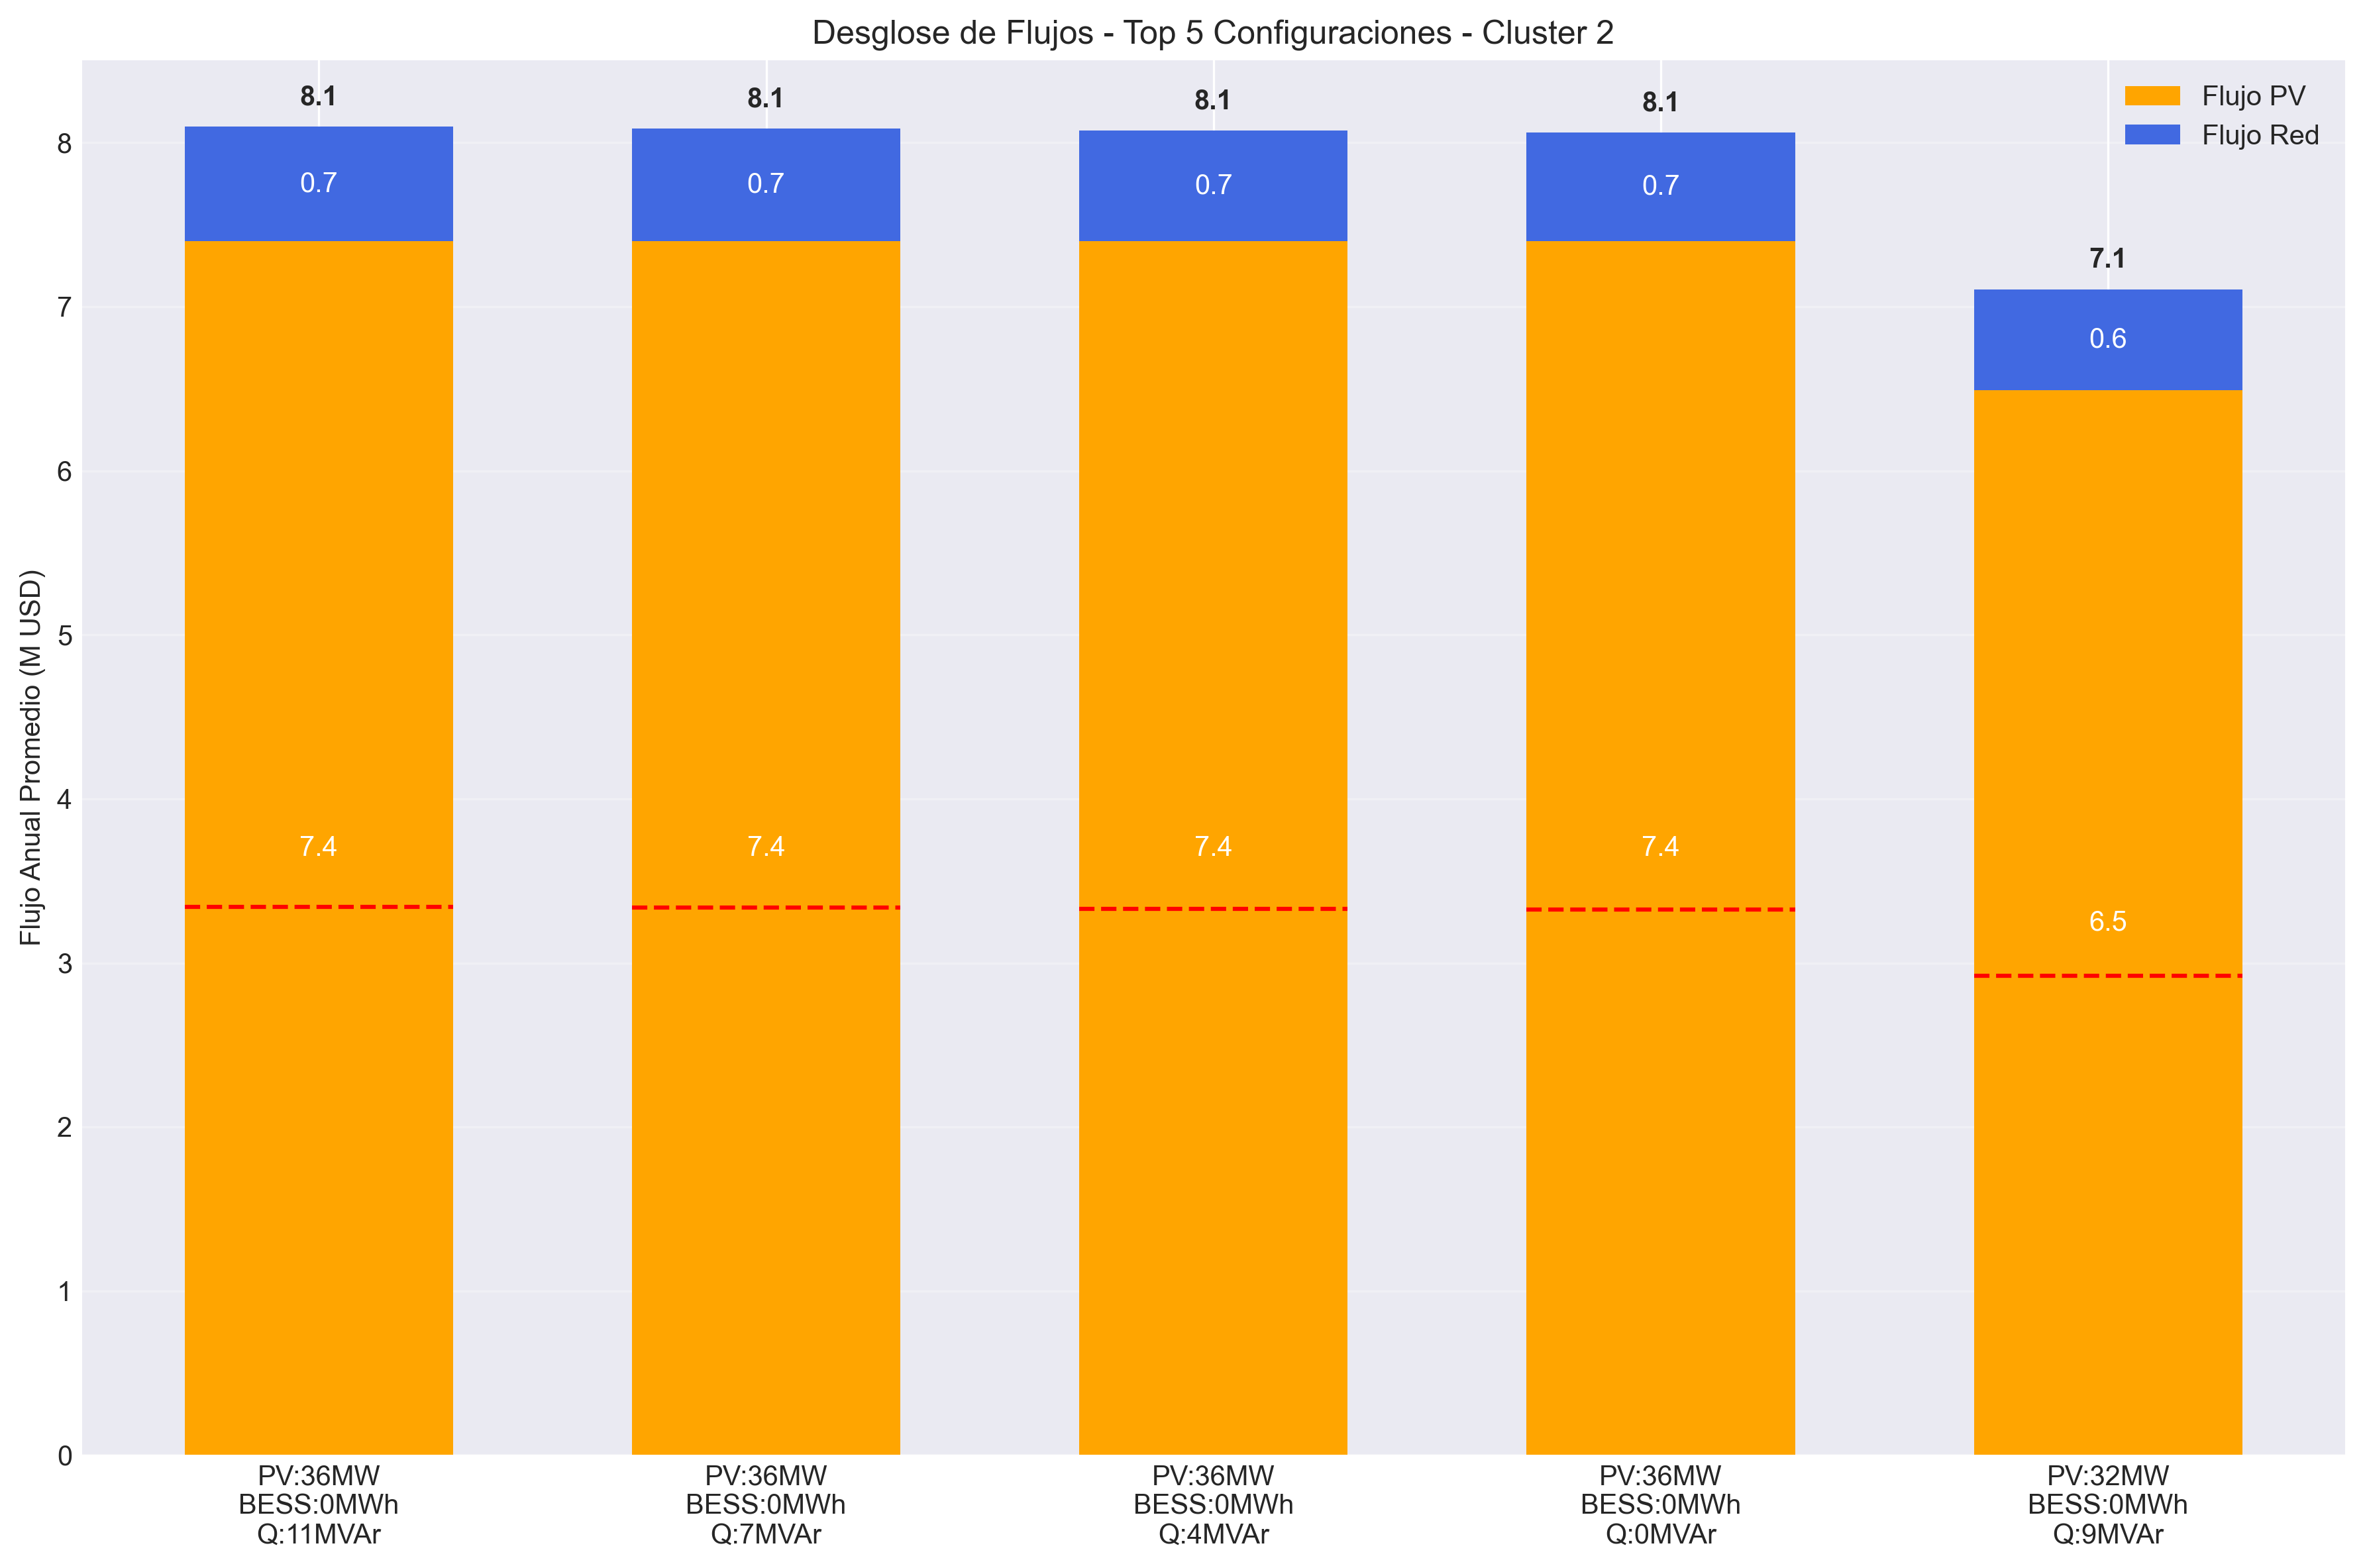 Desglose de Flujos - Top 5 Configuraciones - Cluster 2
Flujo PV
Flujo Red
Flujo Anual Promedio (M USD)
8
7
6
5
4
3
2
1
0
8.1
8.1
8.1
8.1
7.1
0.7
0.7
0.7
0.7
0.6
7.4
7.4
7.4
7.4
6.5
PV:36MW
BESS:0MWh
Q:11MVAr
PV:36MW
BESS:0MWh
Q:7MVAr
PV:36MW
BESS:0MWh
Q:4MVAr
PV:36MW
BESS:0MWh
Q:0MVAr
PV:32MW
BESS:0MWh
Q:9MVAr